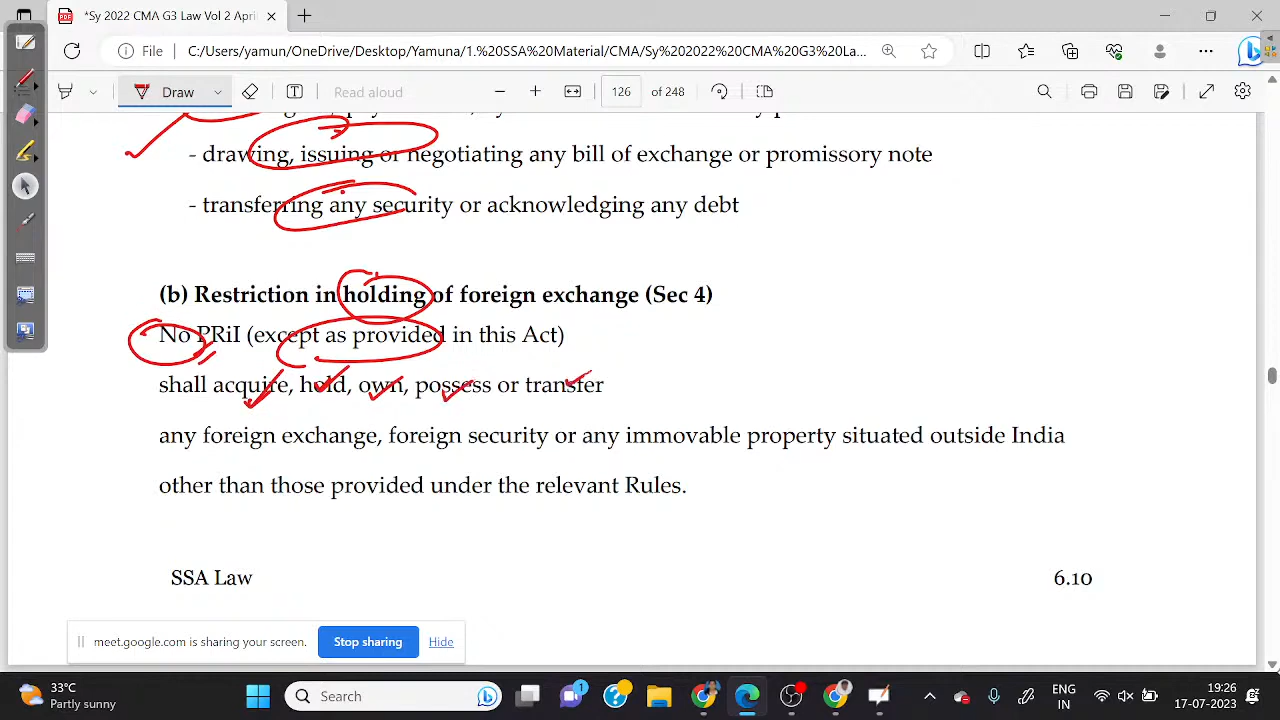 *Sy 2022 CMA G3 Law Vol 2 April
File
C:/Users/yamun/OneDrive/Desktop/Yamuna/1.%20SSA%20Material/CMA/Sy%202022%20CMA%20G3%20La...
Draw
Read aloud
126 of 248
- drawing, issuing or negotiating any bill of exchange or promissory note
- transferring any security or acknowledging any debt
(b) Restriction in holding of foreign exchange (Sec 4)
No PRiI (except as provided in this Act)
shall acquire, hold, own, possess or transfer
any foreign exchange, foreign security or any immovable property situated outside India
other than those provided under the relevant Rules.
SSA Law 6.10
meet.google.com is sharing your screen. Stop sharing Hide
33°C
Partly sunny
Search
1
ENG
IN
19:26
17-07-2023